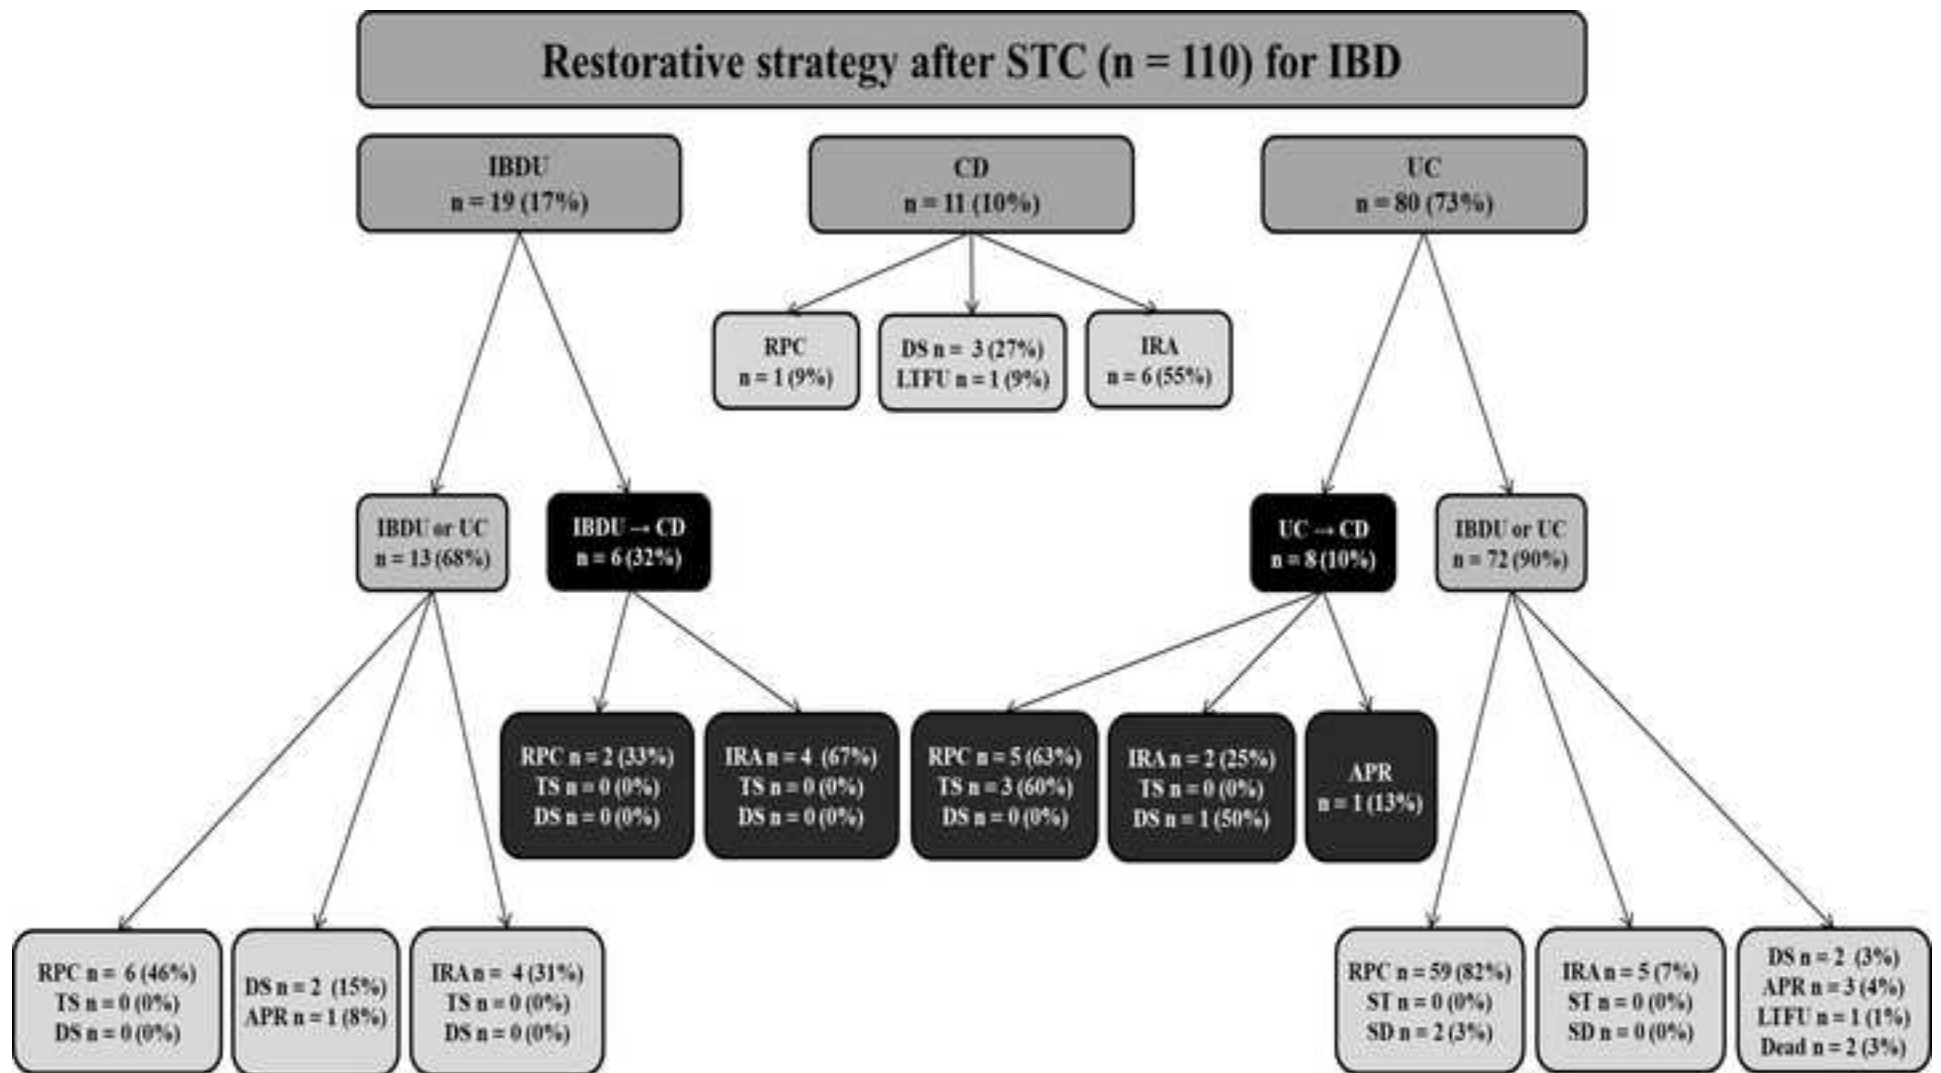 Restorative strategy after STC (n = 110) for IBD
IBDU
n = 19 (17%)
CD
n = 11 (10%)
UC
n = 80 (73%)
RPC
n = 1 (9%)
DS n = 3 (27%)
LTFU n = 1 (9%)
IRA
n = 6 (55%)
IBDU or UC
n = 13 (68%)
IBDU → CD
n = 6 (32%)
UC → CD
n = 8 (10%)
IBDU or UC
n = 72 (90%)
RPC n = 2 (33%)
TS n = 0 (0%)
DS n = 0 (0%)
IRA n = 4 (67%)
TS n = 0 (0%)
DS n = 0 (0%)
RPC n = 5 (63%)
TS n = 3 (60%)
DS n = 0 (0%)
IRA n = 2 (25%)
TS n = 0 (0%)
DS n = 1 (50%)
APR
n = 1 (13%)
RPC n = 6 (46%)
TS n = 0 (0%)
DS n = 0 (0%)
DS n = 2 (15%)
APR n = 1 (8%)
IRA n = 4 (31%)
TS n = 0 (0%)
DS n = 0 (0%)
RPC n = 59 (82%)
ST n = 0 (0%)
SD n = 2 (3%)
IRA n = 5 (7%)
ST n = 0 (0%)
SD n = 0 (0%)
DS n = 2 (3%)
APR n = 3 (4%)
LTFU n = 1 (1%)
Dead n = 2 (3%)